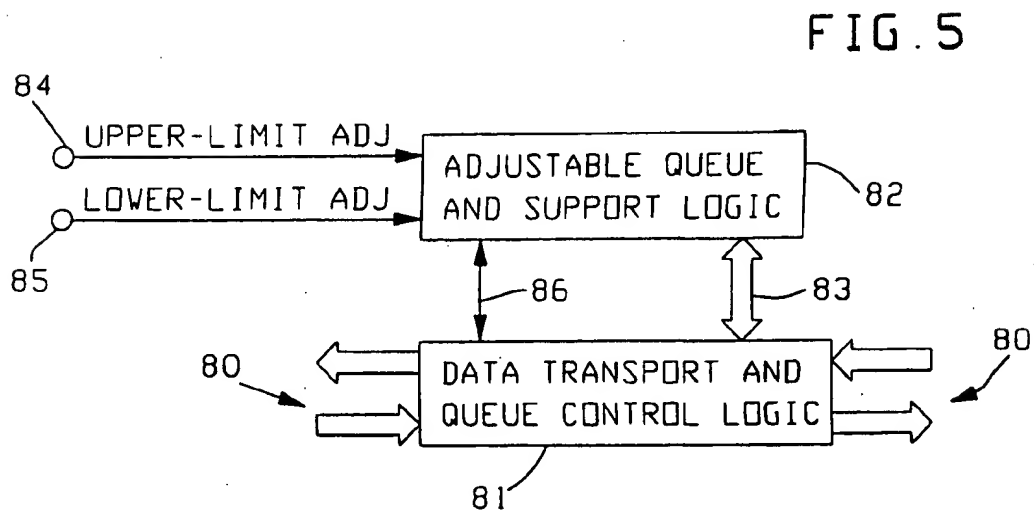 FIG.5
84
UPPER-LIMIT ADJ
LOWER-LIMIT ADJ
85
ADJUSTABLE QUEUE
AND SUPPORT LOGIC
82
86
83
80
DATA TRANSPORT AND
QUEUE CONTROL LOGIC
80
81